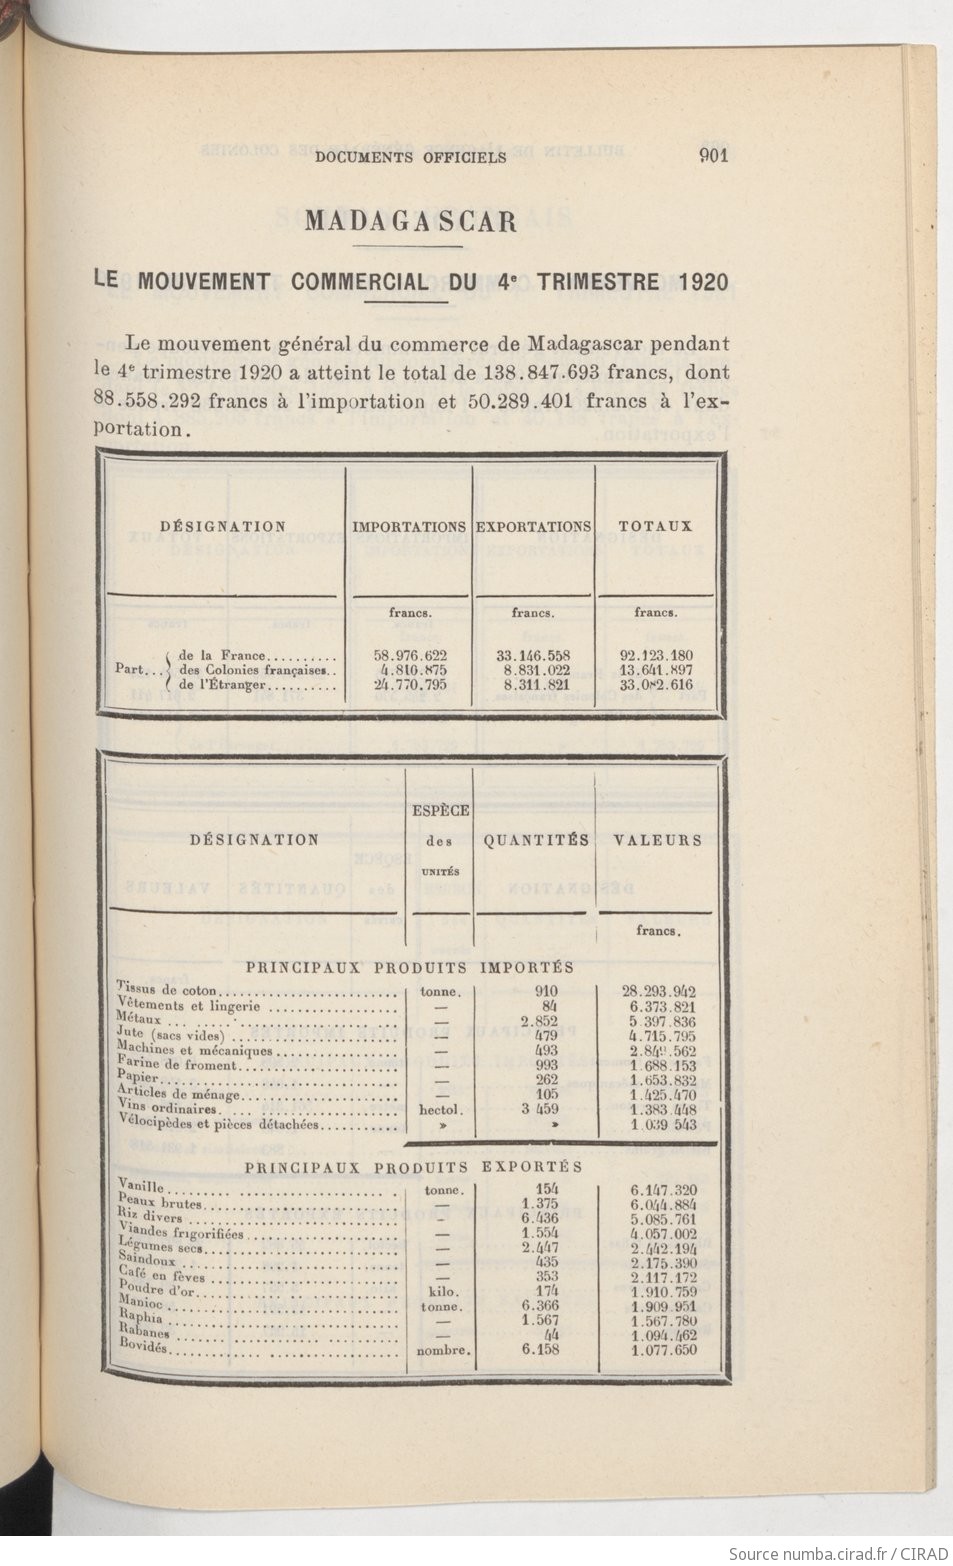 DOCUMENTS OFFICIELS 901
MADAGASCAR
LE MOUVEMENT COMMERCIAL DU 4e TRIMESTRE 1920
Le mouvement général du commerce de Madagascar pendant
le 4e trimestre 1920 a atteint le total de 138.847.693 francs, dont
88.558.292 francs à l'importation et 50.289.401 francs à l'ex-
portation.
DÉSIGNATION IMPORTATIONS EXPORTATIONS TOTAUX
francs. francs. francs.
de la France.......... 58.976.622 33.146.558 92.123.180
Part... des Colonies françaises.. 4.810.875 8.831.022 13.641.897
de l'Étranger.......... 24.770.795 8.311.821 33.082.616
ESPÈCE
DÉSIGNATION des QUANTITÉS VALEURS
UNITÉS
francs.
PRINCIPAUX PRODUITS IMPORTÉS
Tissus de coton........................ tonne. 910 28.293.942
Vêtements et lingerie .................. — 84 6.373.821
Métaux ... ..... ...................... — 2.852 5 397.836
Jute (sacs vides) ....................... — 479 4.715.795
Machines et mécaniques ................. — 493 2.849.562
Farine de froment....................... — 993 1.688.153
Papier.................................. — 262 1.653.832
Articles de ménage...................... — 105 1.425.470
Vins ordinaires. ... .................... hectol. 3 459 1.383.448
Vélocipèdes et pièces détachées........... » » 1 039 543
PRINCIPAUX PRODUITS EXPORTÉS
Vanille ................................ tonne. 154 6.147.320
Peaux brutes........................... — 1.375 6.044.884
Riz divers ............................. - 6.436 5.085.761
Viandes frigorifiées ..................... — 1.554 4.057.002
Légumes secs........................... — 2.447 2.442.194
Saindoux .............................. — 435 2.175.390
Café en fèves .......................... — 353 2.117.172
Poudre d'or............................ kilo. 174 1.910.759
Manioc ................................ tonne. 6.366 1.909.951
Raphia ................................ — 1.567 1.567.780
Rabanes ............................... — 44 1.094.462
Bovidés................................ nombre. 6.158 1.077.650
Source numba.cirad.fr / CIRAD